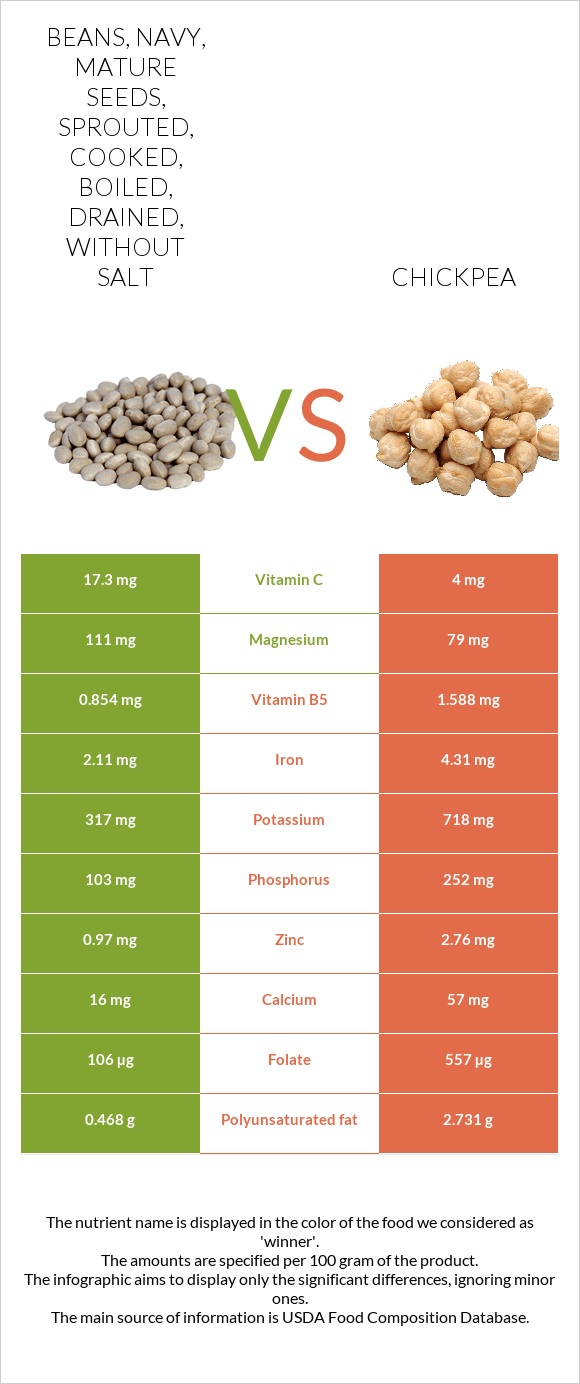 BEANS, NAVY,
MATURE
SEEDS,
SPROUTED,
COOKED,
BOILED,
DRAINED,
WITHOUT
SALT
CHICKPEA
VS
17.3 mg Vitamin C 4 mg
111 mg Magnesium 79 mg
0.854 mg Vitamin B5 1.588 mg
2.11 mg Iron 4.31 mg
317 mg Potassium 718 mg
103 mg Phosphorus 252 mg
0.97 mg Zinc 2.76 mg
16 mg Calcium 57 mg
106 µg Folate 557 µg
0.468 g Polyunsaturated fat 2.731 g
The nutrient name is displayed in the color of the food we considered as
'winner'.
The amounts are specified per 100 gram of the product.
The infographic aims to display only the significant differences, ignoring minor
ones.
The main source of information is USDA Food Composition Database.